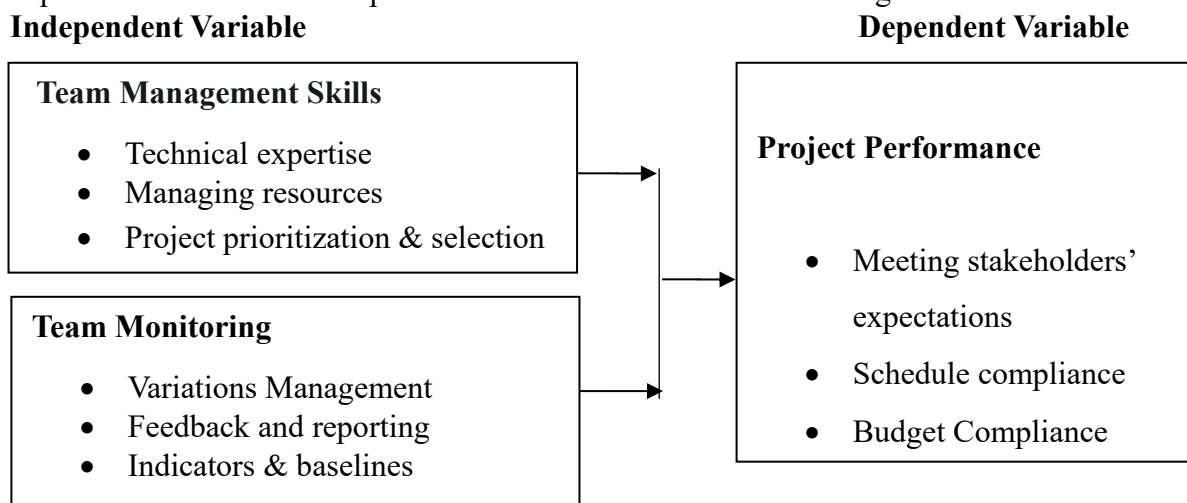 Independent Variable
Dependent Variable
Team Management Skills
• Technical expertise
• Managing resources
• Project prioritization & selection
Team Monitoring
• Variations Management
• Feedback and reporting
• Indicators & baselines
Project Performance
• Meeting stakeholders’
expectations
• Schedule compliance
• Budget Compliance